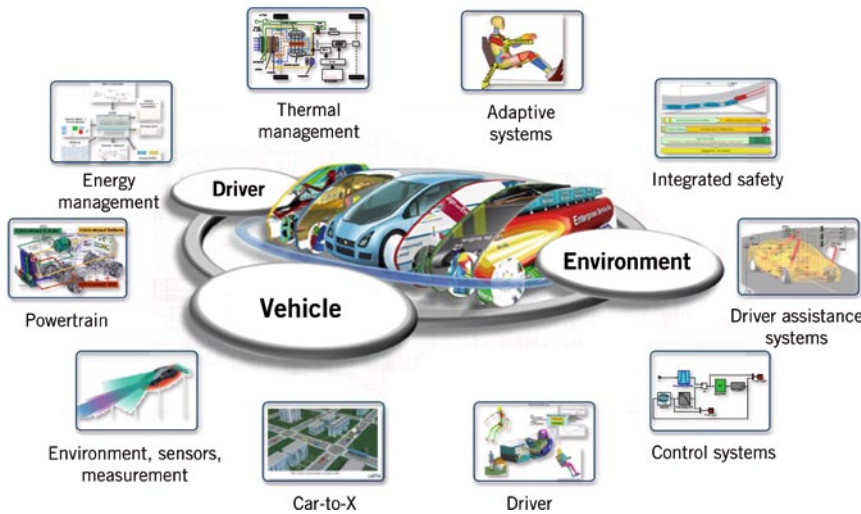 Thermal
management
Adaptive
systems
Energy
management
Integrated safety
Driver
Environment
Vehicle
Powertrain
Driver assistance
systems
Environment, sensors,
measurement
Car-to-X
Driver
Control systems